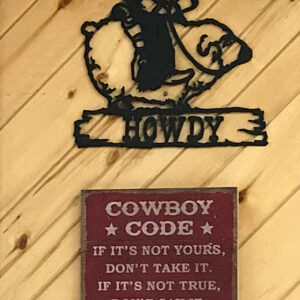 HOWDY
COWBOY
★ CODE ★
IF IT'S NOT YOURS,
DON'T TAKE IT.
IF IT'S NOT TRUE,